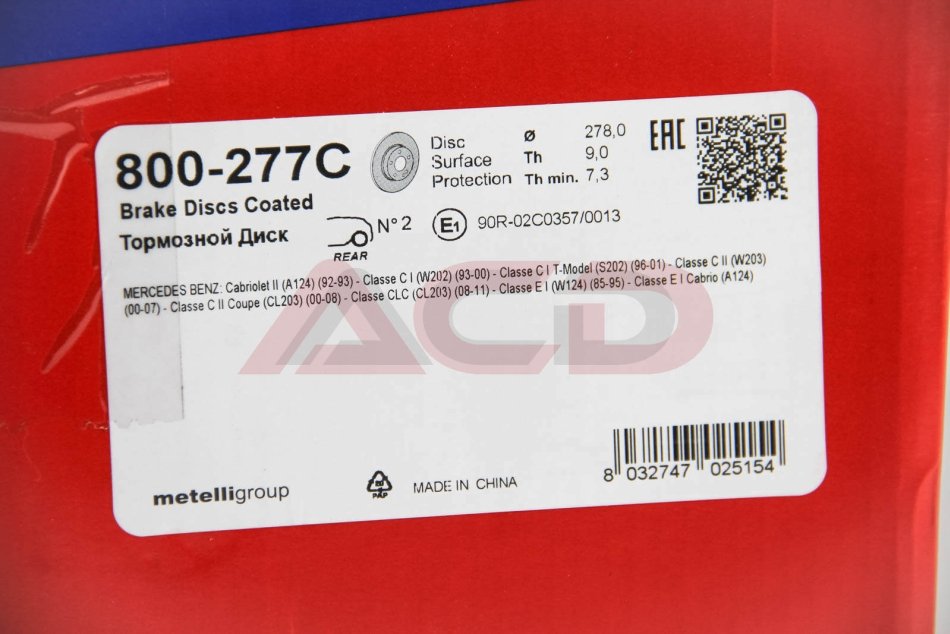 800-277C
Brake Discs Coated
Тормозной Диск
Disc
Surface
Protection
Ø 278,0
Th 9,0
Th min. 7,3
EAC
REAR
N° 2
E1
90R-02C0357/0013
MERCEDES BENZ: Cabriolet II (A124) (92-93) - Classe C I (W202) (93-00) - Classe C I T-Model (S202) (96-01) - Classe C II (W203)
(00-07) - Classe C II Coupe (CL203) (00-08) - Classe CLC (CL203) (08-11) - Classe E I (W124) (85-95) - Classe E I Cabrio (A124)
ACD
metelligroup
PAP
MADE IN CHINA
8 032747 025154